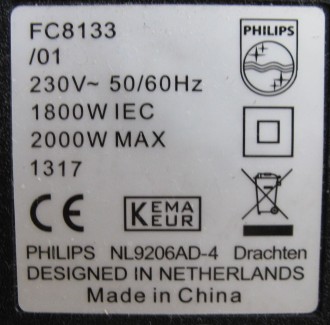 FC8133
/01
230V~ 50/60Hz
1800W IEC
2000W MAX
1317
PHILIPS
CE
KEMA
KEUR
PHILIPS NL9206AD-4 Drachten
DESIGNED IN NETHERLANDS
Made in China